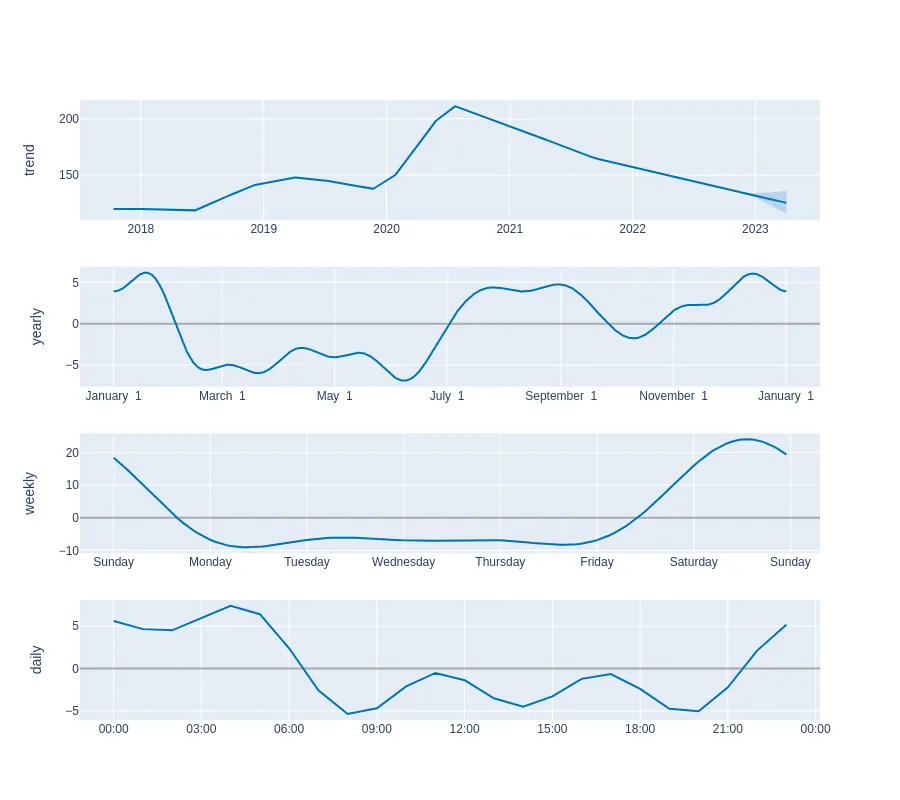 trend
200
150
2018 2019 2020 2021 2022 2023
yearly
5
0
−5
January 1 March 1 May 1 July 1 September 1 November 1 January 1
weekly
20
10
0
−10
Sunday Monday Tuesday Wednesday Thursday Friday Saturday Sunday
daily
5
0
−5
00:00 03:00 06:00 09:00 12:00 15:00 18:00 21:00 00:00